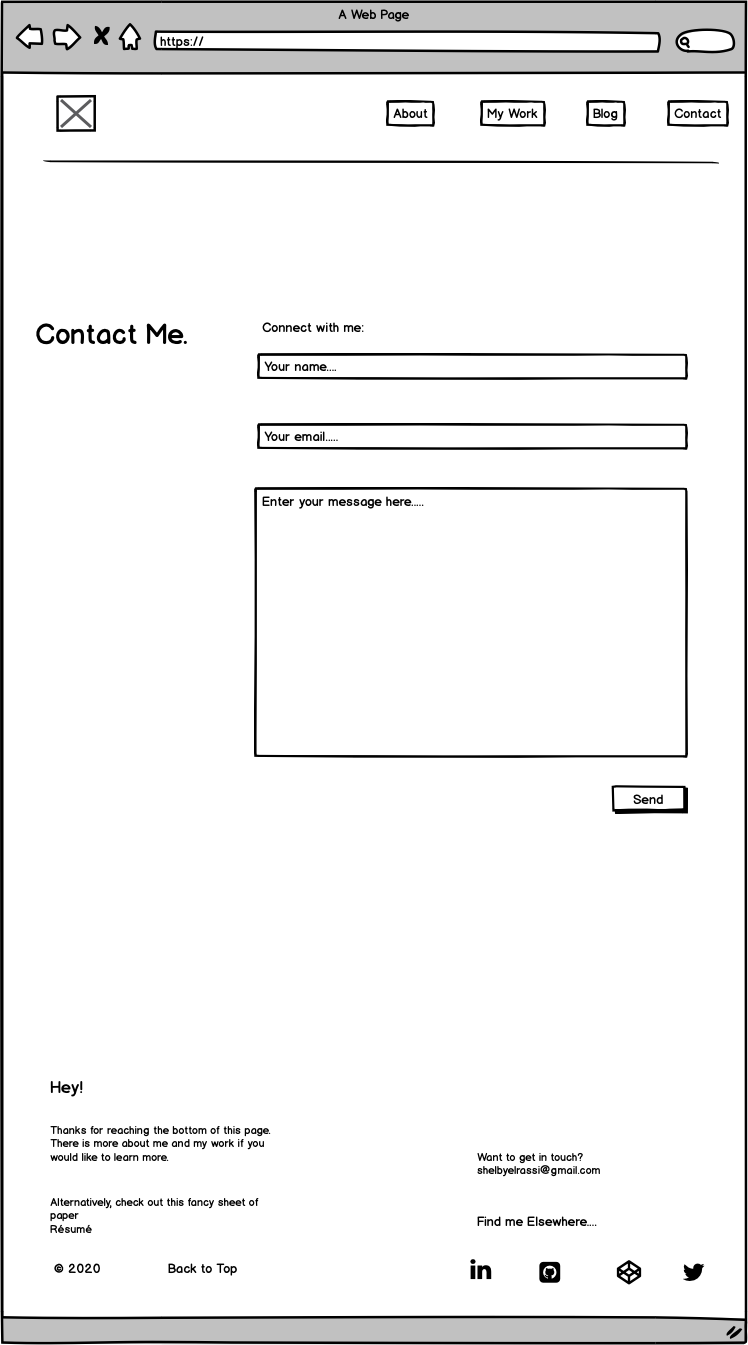 A Web Page
https://
About
My Work
Blog
Contact
Contact Me.
Connect with me:
Your name....
Your email.....
Enter your message here.....
Send
Hey!
Thanks for reaching the bottom of this page.
There is more about me and my work if you
would like to learn more.
Want to get in touch?
shelbyelrassi@gmail.com
Alternatively, check out this fancy sheet of
paper
Résumé
Find me Elsewhere....
© 2020
Back to Top
in